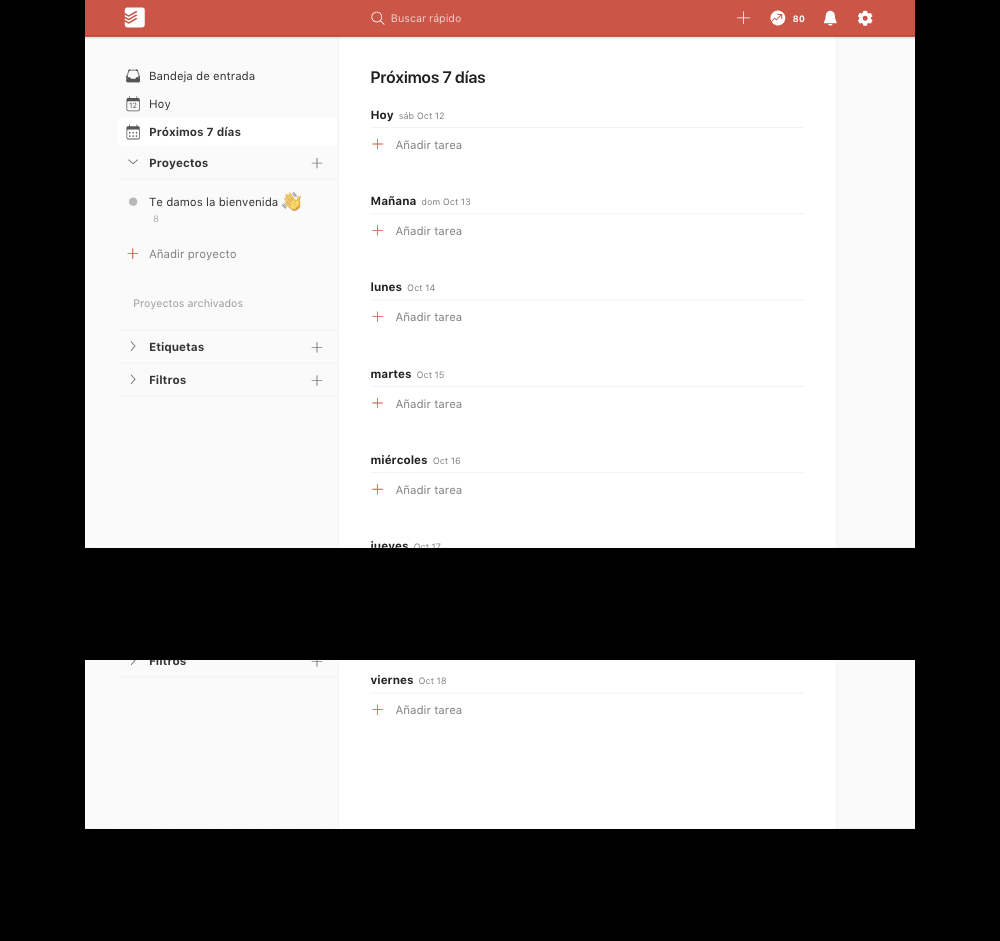 Buscar rápido
80
Bandeja de entrada
12
Hoy
Próximos 7 días
Proyectos
Te damos la bienvenida
8
Añadir proyecto
Proyectos archivados
Etiquetas
Filtros
Próximos 7 días
Hoy sáb Oct 12
Añadir tarea
Mañana dom Oct 13
Añadir tarea
lunes Oct 14
Añadir tarea
martes Oct 15
Añadir tarea
miércoles Oct 16
Añadir tarea
jueves Oct 17
Filtros
viernes Oct 18
Añadir tarea